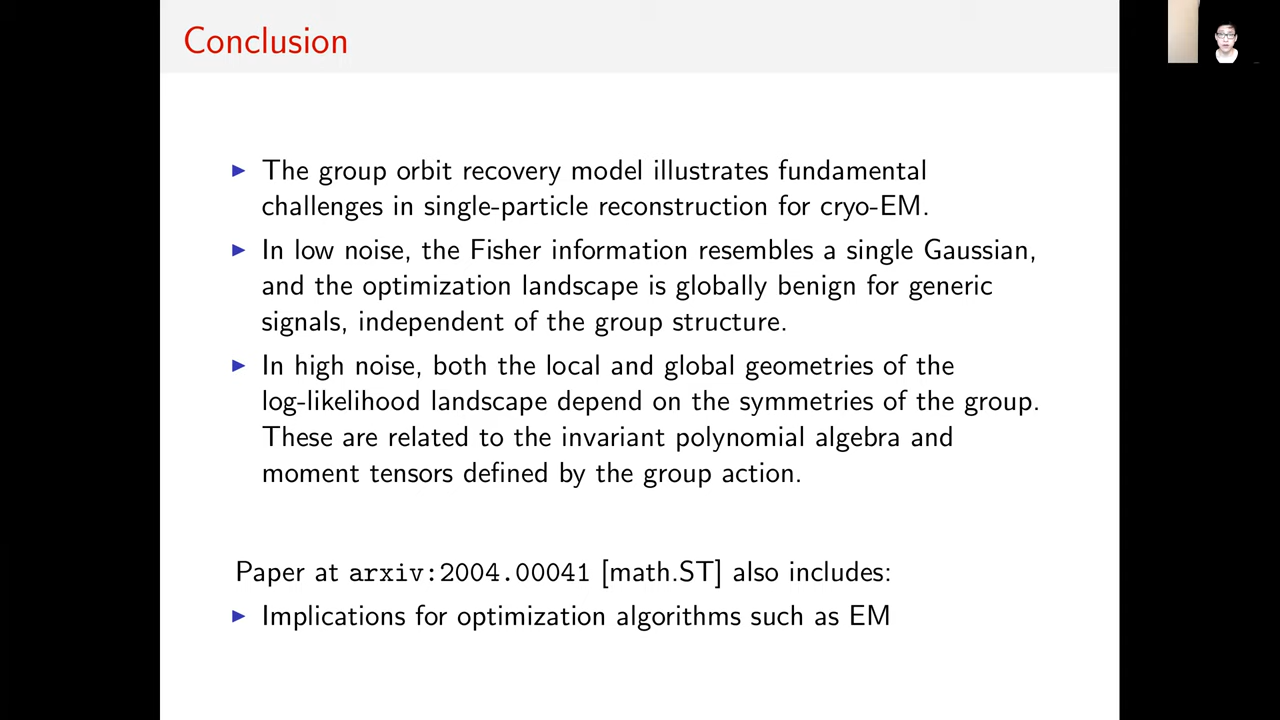 Conclusion
The group orbit recovery model illustrates fundamental
challenges in single-particle reconstruction for cryo-EM.
In low noise, the Fisher information resembles a single Gaussian,
and the optimization landscape is globally benign for generic
signals, independent of the group structure.
In high noise, both the local and global geometries of the
log-likelihood landscape depend on the symmetries of the group.
These are related to the invariant polynomial algebra and
moment tensors defined by the group action.
Paper at arxiv:2004.00041 [math.ST] also includes:
Implications for optimization algorithms such as EM